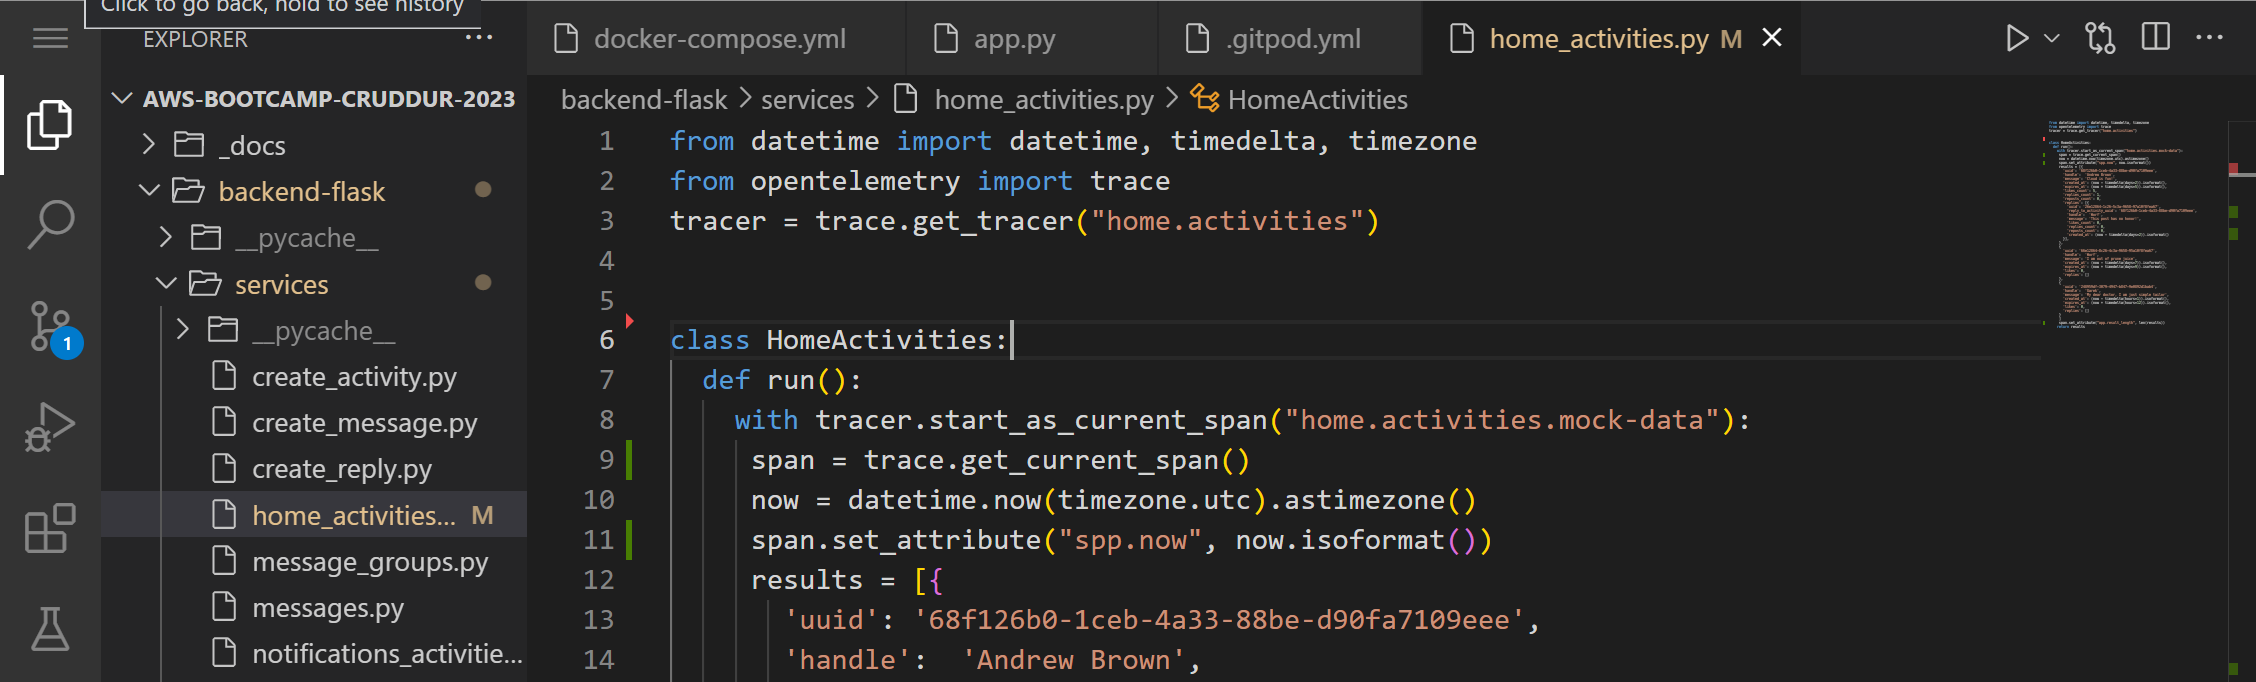 Click to go back, hold to see history
EXPLORER
docker-compose.yml
app.py
.gitpod.yml
home_activities.py M
AWS-BOOTCAMP-CRUDDUR-2023
_docs
backend-flask
__pycache__
services
__pycache__
create_activity.py
create_message.py
create_reply.py
home_activities... M
message_groups.py
messages.py
notifications_activitie...
1
backend-flask > services > home_activities.py > HomeActivities
1 from datetime import datetime, timedelta, timezone
2 from opentelemetry import trace
3 tracer = trace.get_tracer("home.activities")
4
5
6 class HomeActivities:
7 def run():
8 with tracer.start_as_current_span("home.activities.mock-data"):
9 span = trace.get_current_span()
10 now = datetime.now(timezone.utc).astimezone()
11 span.set_attribute("spp.now", now.isoformat())
12 results = [{
13 'uuid': '68f126b0-1ceb-4a33-88be-d90fa7109eee',
14 'handle':  'Andrew Brown',